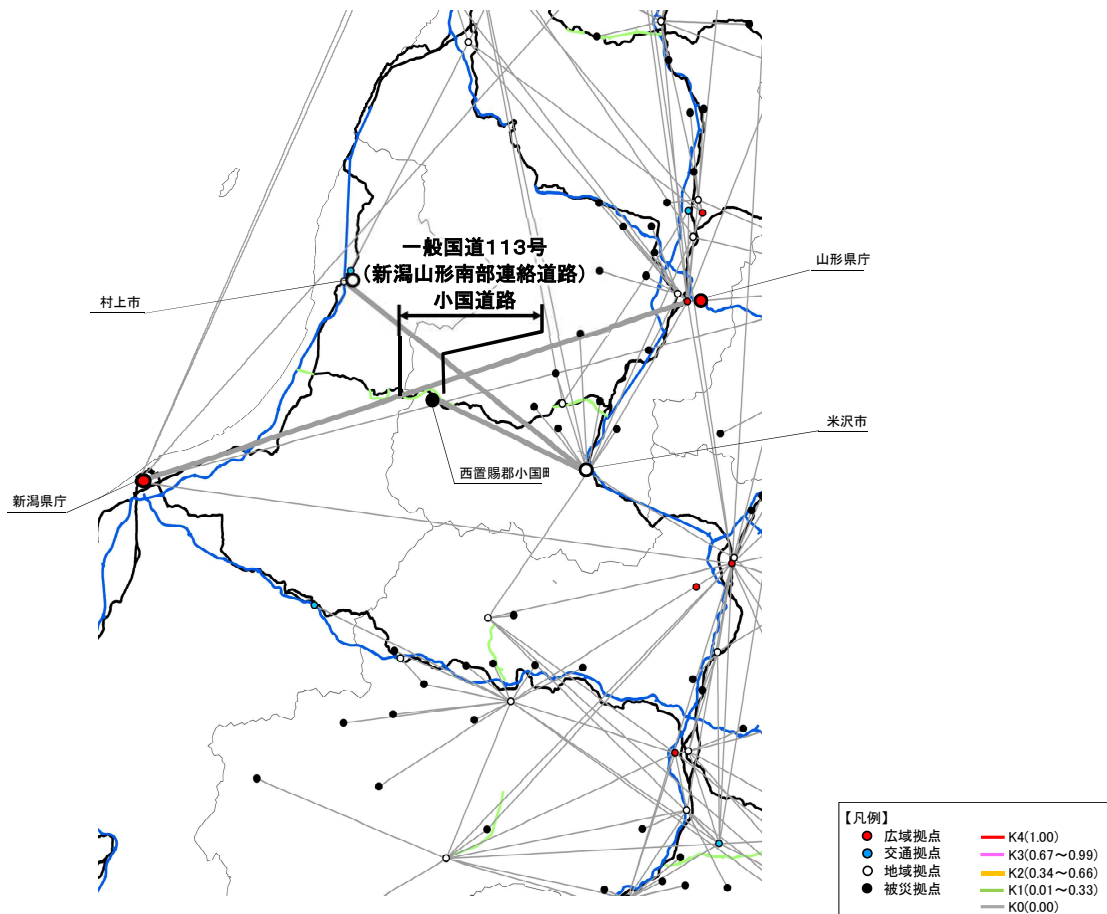 一般国道113号
(新潟山形南部連絡道路)
小国道路
山形県庁
村上市
米沢市
西置賜郡小国町
新潟県庁
【凡例】
広域拠点
交通拠点
地域拠点
被災拠点
K4(1.00)
K3(0.67～0.99)
K2(0.34～0.66)
K1(0.01～0.33)
K0(0.00)